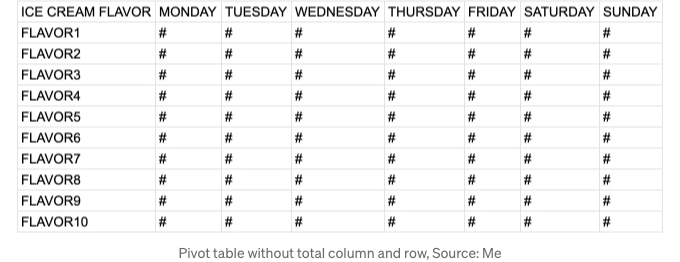 ICE CREAM FLAVOR MONDAY TUESDAY WEDNESDAY THURSDAY FRIDAY SATURDAY SUNDAY
FLAVOR1 # # # # # # #
FLAVOR2 # # # # # # #
FLAVOR3 # # # # # # #
FLAVOR4 # # # # # # #
FLAVOR5 # # # # # # #
FLAVOR6 # # # # # # #
FLAVOR7 # # # # # # #
FLAVOR8 # # # # # # #
FLAVOR9 # # # # # # #
FLAVOR10 # # # # # # #
Pivot table without total column and row, Source: Me